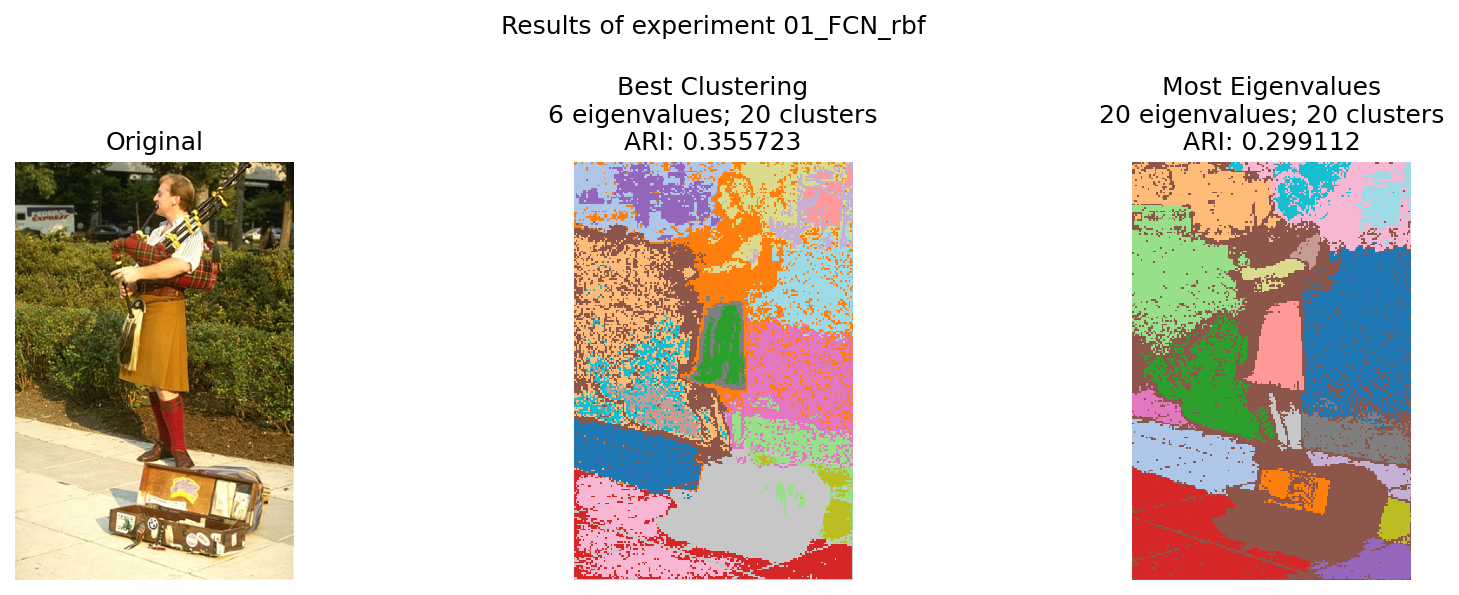 Results of experiment 01_FCN_rbf
Original
Best Clustering
6 eigenvalues; 20 clusters
ARI: 0.355723
Most Eigenvalues
20 eigenvalues; 20 clusters
ARI: 0.299112
EXPRESS